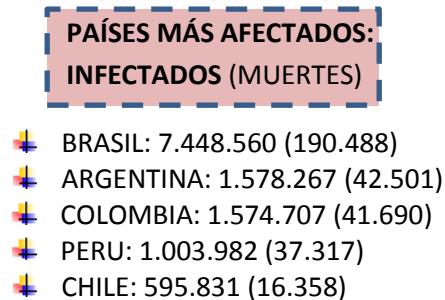 PAÍSES MÁS AFECTADOS:
INFECTADOS (MUERTES)
BRASIL: 7.448.560 (190.488)
ARGENTINA: 1.578.267 (42.501)
COLOMBIA: 1.574.707 (41.690)
PERU: 1.003.982 (37.317)
CHILE: 595.831 (16.358)